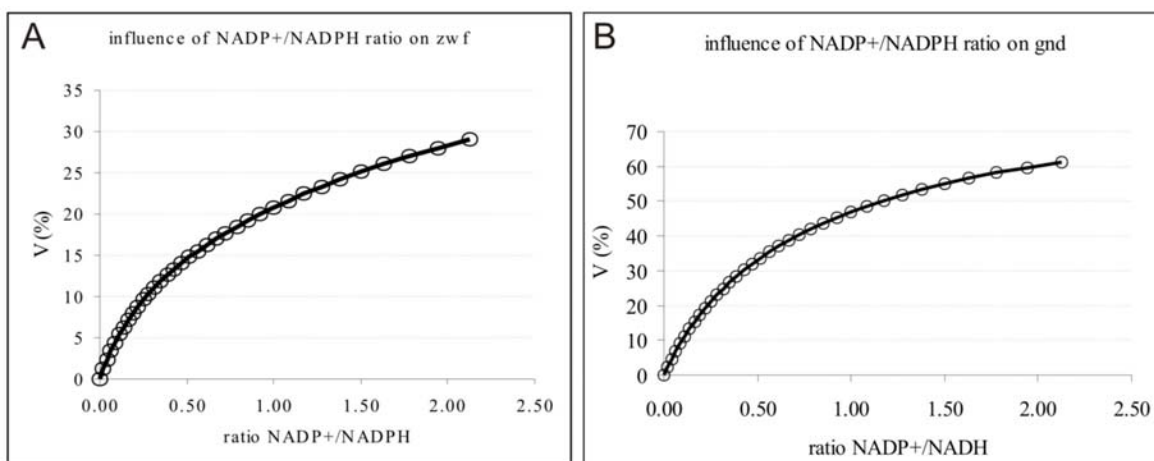 A
influence of NADP+/NADPH ratio on zwf
35
30
25
20
15
10
5
0
V (%)
0.00 0.50 1.00 1.50 2.00 2.50
ratio NADP+/NADPH
B
influence of NADP+/NADPH ratio on gnd
70
60
50
40
30
20
10
0
V (%)
0.00 0.50 1.00 1.50 2.00 2.50
ratio NADP+/NADH